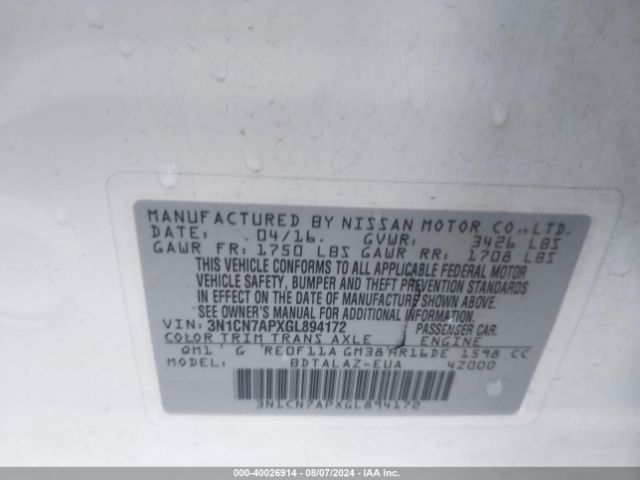 MANUFACTURED BY NISSAN MOTOR CO.,LTD.
DATE: 04/16. GVWR: 3426 LBS
GAWR FR: 1750 LBS GAWR RR: 1708 LBS
THIS VEHICLE CONFORMS TO ALL APPLICABLE FEDERAL MOTOR
VEHICLE SAFETY, BUMPER AND THEFT PREVENTION STANDARDS
IN EFFECT ON THE DATE OF MANUFACTURE SHOWN ABOVE.
SEE OWNER'S MANUAL FOR ADDITIONAL INFORMATION.
VIN: 3N1CN7APXGL894172 PASSENGER CAR.
COLOR TRIM TRANS AXLE ENGINE
QM1 G RE0F11A GM38 HR16DE 1598 CC
MODEL: BDTALAZ-EUA 42000
3N1CN7APXGL894172
000-40026914 - 08/07/2024 - IAAI.com